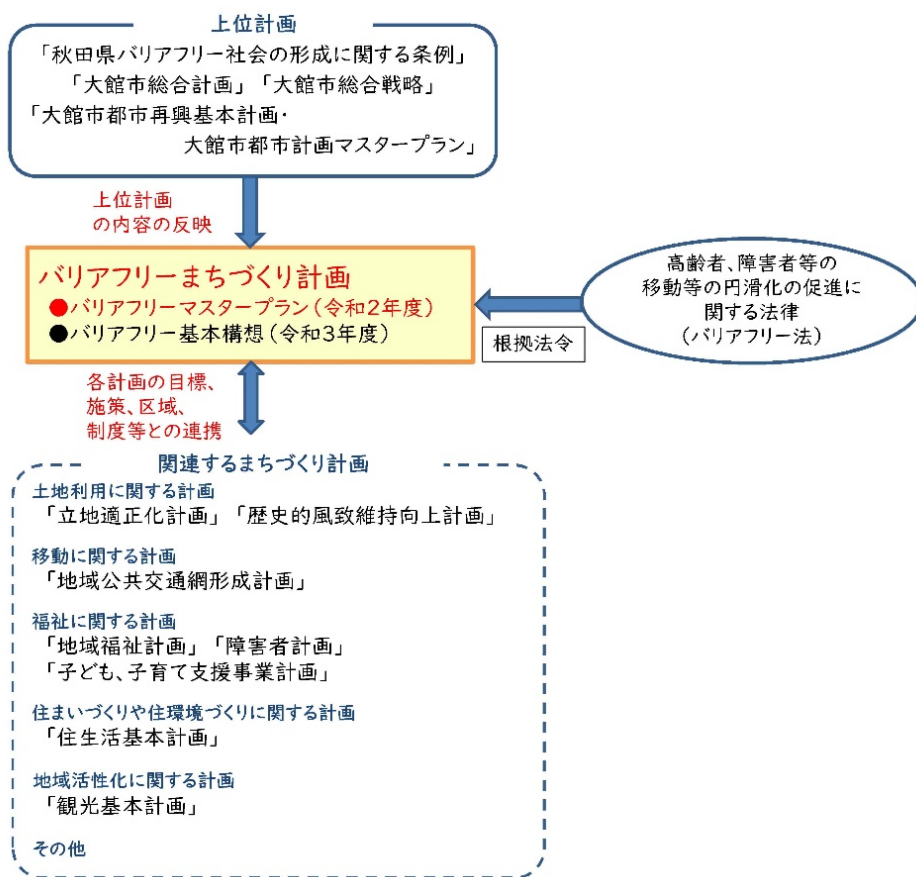 上位計画
「秋田県バリアフリー社会の形成に関する条例」
「大館市総合計画」「大館市総合戦略」
「大館市都市再興基本計画・
大館市都市計画マスタープラン」
上位計画
の内容の反映
バリアフリーまちづくり計画
●バリアフリーマスタープラン(令和2年度)
●バリアフリー基本構想(令和3年度)
根拠法令
高齢者、障害者等の
移動等の円滑化の促進に
関する法律
(バリアフリー法)
各計画の目標、
施策、区域、
制度等との連携
関連するまちづくり計画
土地利用に関する計画
「立地適正化計画」「歴史的風致維持向上計画」
移動に関する計画
「地域公共交通網形成計画」
福祉に関する計画
「地域福祉計画」「障害者計画」
「子ども、子育て支援事業計画」
住まいづくりや住環境づくりに関する計画
「住生活基本計画」
地域活性化に関する計画
「観光基本計画」
その他